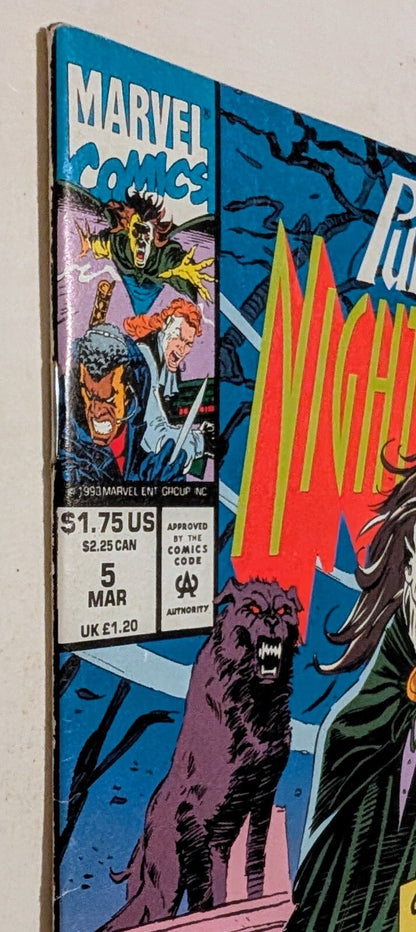 MARVEL®
COMICS
© 1993 MARVEL ENT GROUP INC
$1.75 US
$2.25 CAN
5
MAR
UK £1.20
APPROVED
BY THE
COMICS
CODE
CA
AUTHORITY